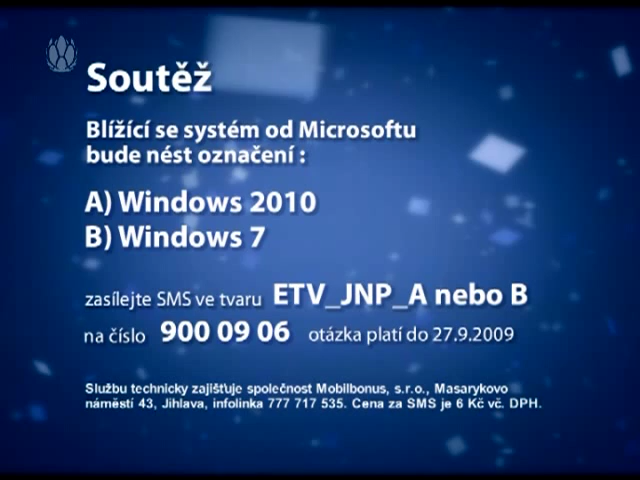 Soutěž
Blížící se systém od Microsoftu
bude nést označení :
A) Windows 2010
B) Windows 7
zasílejte SMS ve tvaru ETV_JNP_A nebo B
na číslo 900 09 06 otázka platí do 27.9.2009
Službu technicky zajišťuje společnost Mobilbonus, s.r.o., Masarykovo
náměstí 43, Jihlava, infolinka 777 717 535. Cena za SMS je 6 Kč vč. DPH.